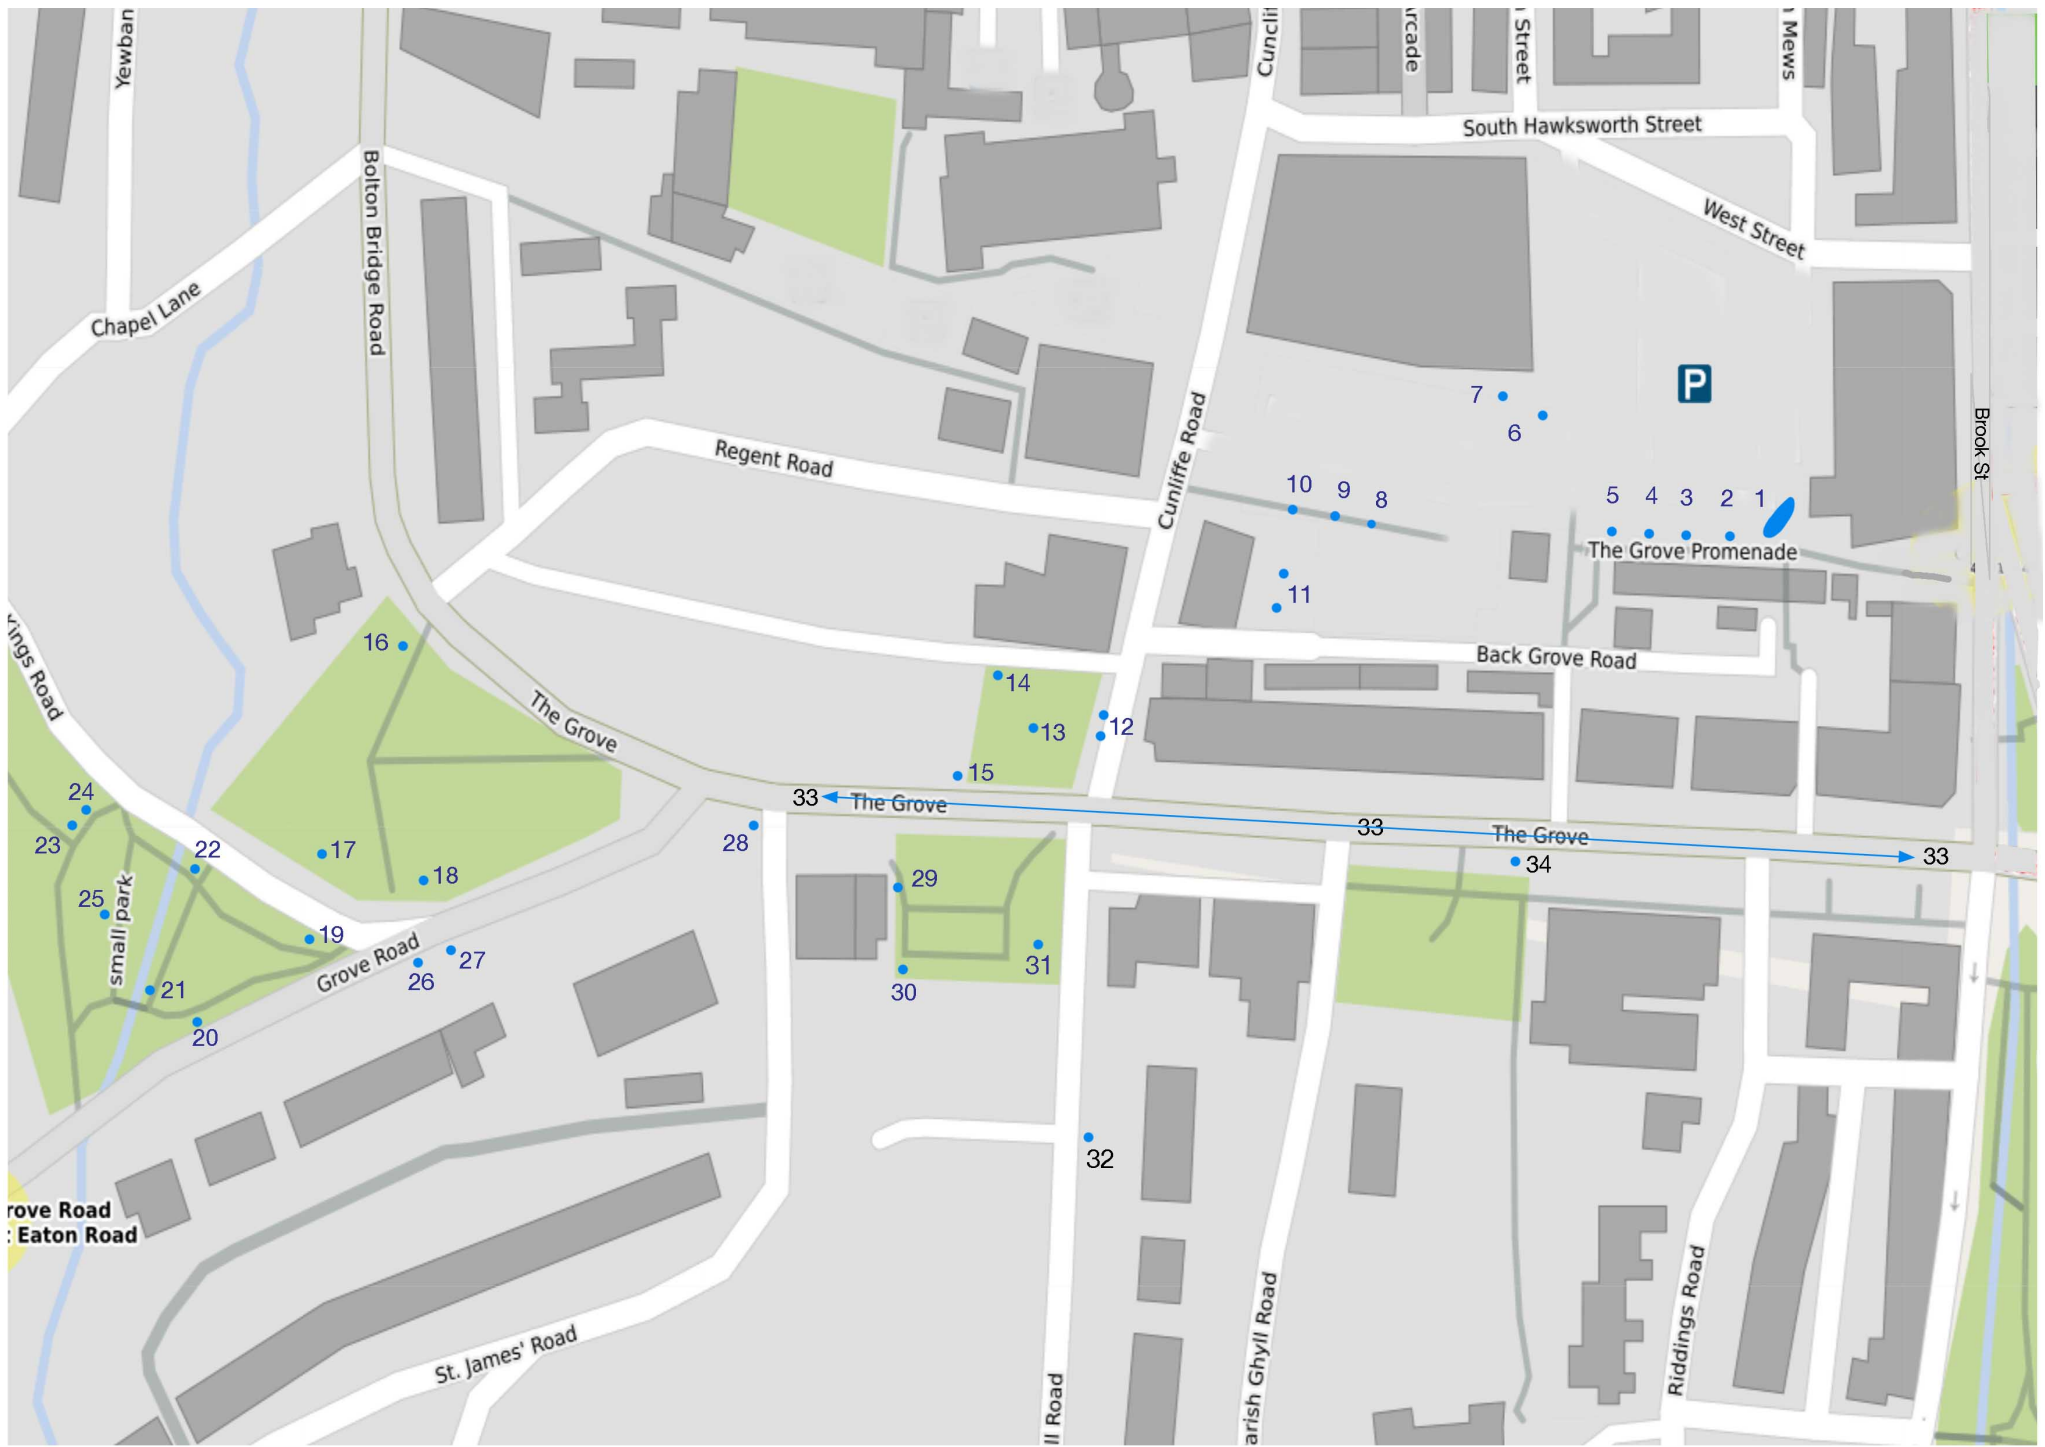 Yewban
Cuncli
Arcade
Street
Mews
South Hawksworth Street
West Street
Bolton Bridge Road
Chapel Lane
P
7
6
Brook St
Cunliffe Road
Regent Road
10 9 8
5 4 3 2 1
The Grove Promenade
11
Back Grove Road
Kings Road
16
14
13
12
15
The Grove
33 The Grove
33
The Grove
33
34
24
23
22
17
18
28
25
small park
29
19
Grove Road
27
26
21
20
30
31
32
rove Road
Eaton Road
St. James' Road
ll Road
arish Ghyll Road
Riddings Road